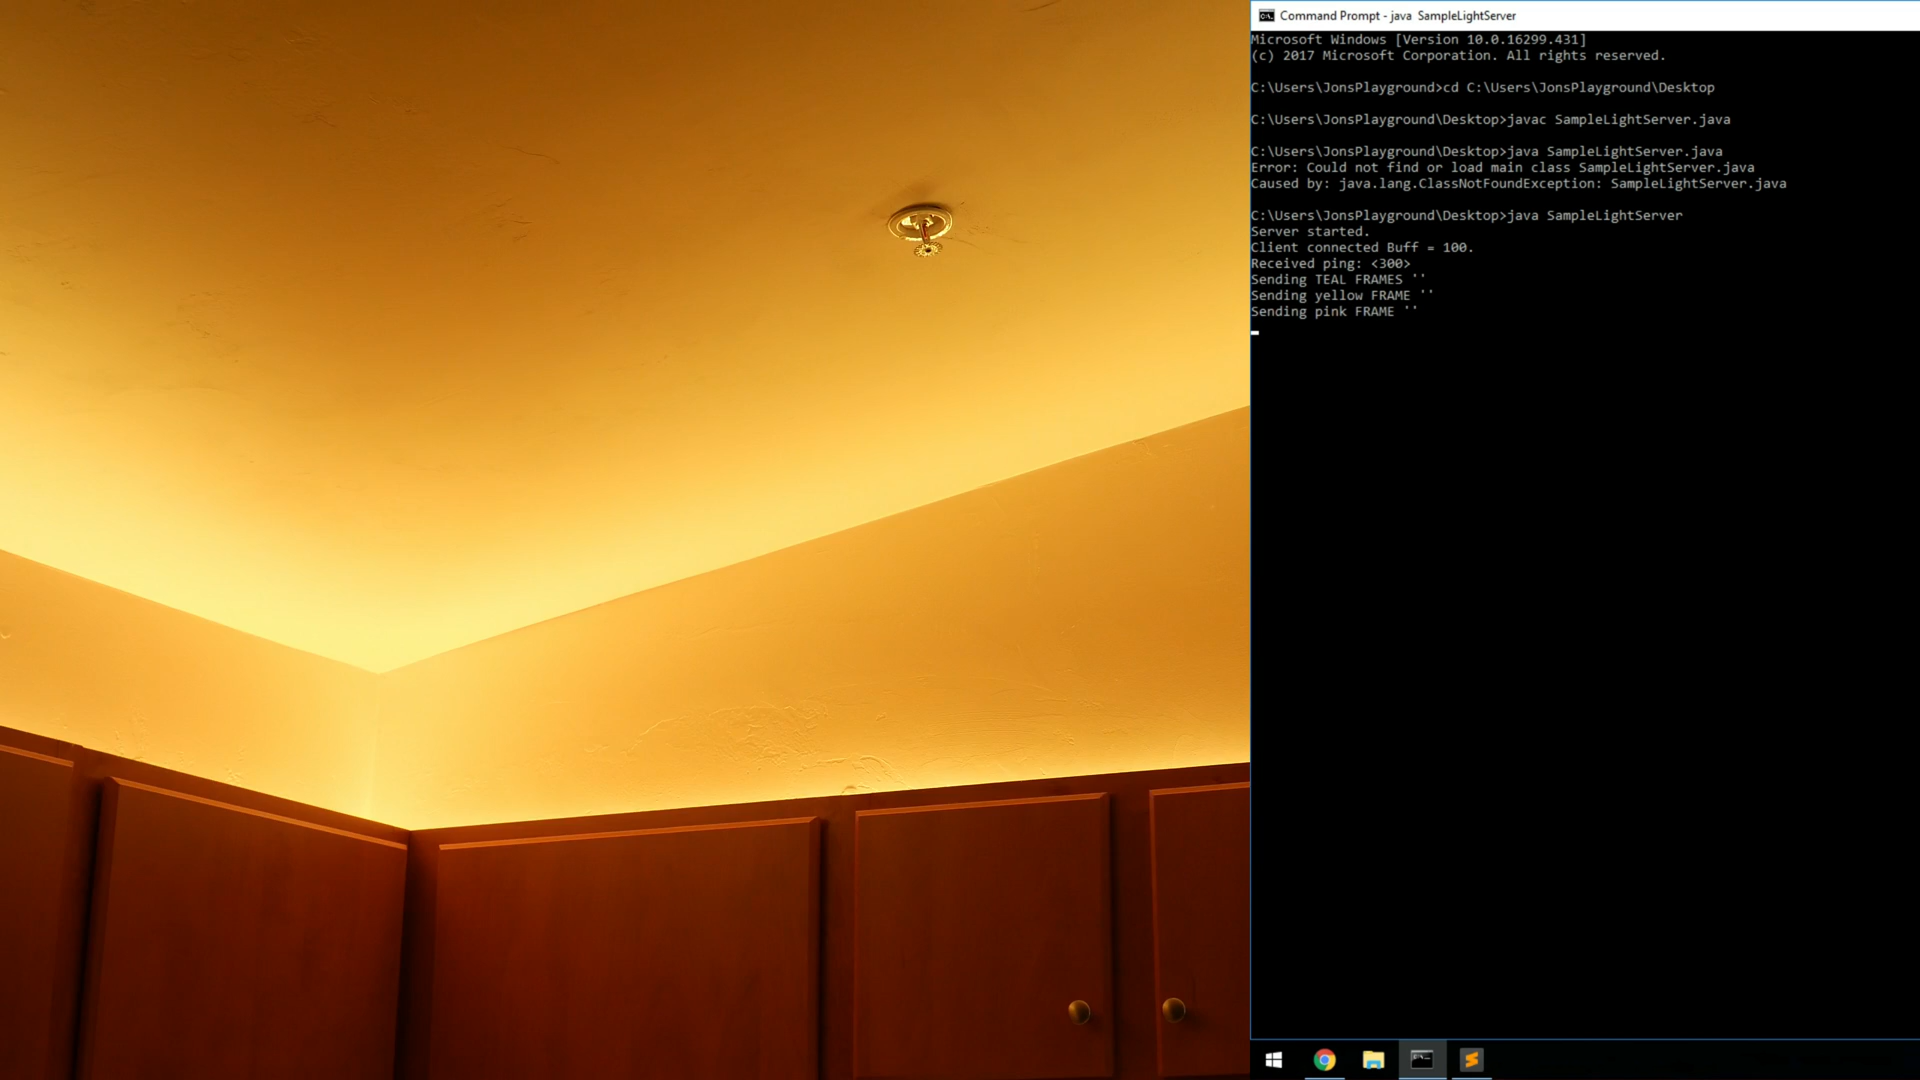 Command Prompt - java  SampleLightServer
Microsoft Windows [Version 10.0.16299.431]
(c) 2017 Microsoft Corporation. All rights reserved.
C:\Users\JonsPlayground>cd C:\Users\JonsPlayground\Desktop
C:\Users\JonsPlayground\Desktop>javac SampleLightServer.java
C:\Users\JonsPlayground\Desktop>java SampleLightServer.java
Error: Could not find or load main class SampleLightServer.java
Caused by: java.lang.ClassNotFoundException: SampleLightServer.java
C:\Users\JonsPlayground\Desktop>java SampleLightServer
Server started.
Client connected Buff = 100.
Received ping: <300>
Sending TEAL FRAMES ''
Sending yellow FRAME ''
Sending pink FRAME ''